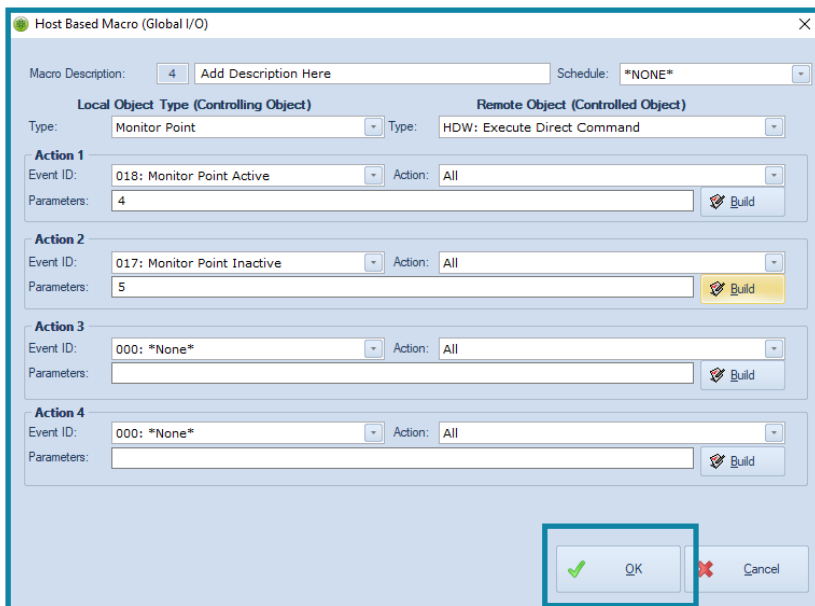 Host Based Macro (Global I/O)
Macro Description: 4 Add Description Here Schedule: *NONE*
Local Object Type (Controlling Object) Remote Object (Controlled Object)
Type: Monitor Point Type: HDW: Execute Direct Command
Action 1
Event ID: 018: Monitor Point Active Action: All
Parameters: 4 Build
Action 2
Event ID: 017: Monitor Point Inactive Action: All
Parameters: 5 Build
Action 3
Event ID: 000: *None* Action: All
Parameters: Build
Action 4
Event ID: 000: *None* Action: All
Parameters: Build
OK Cancel